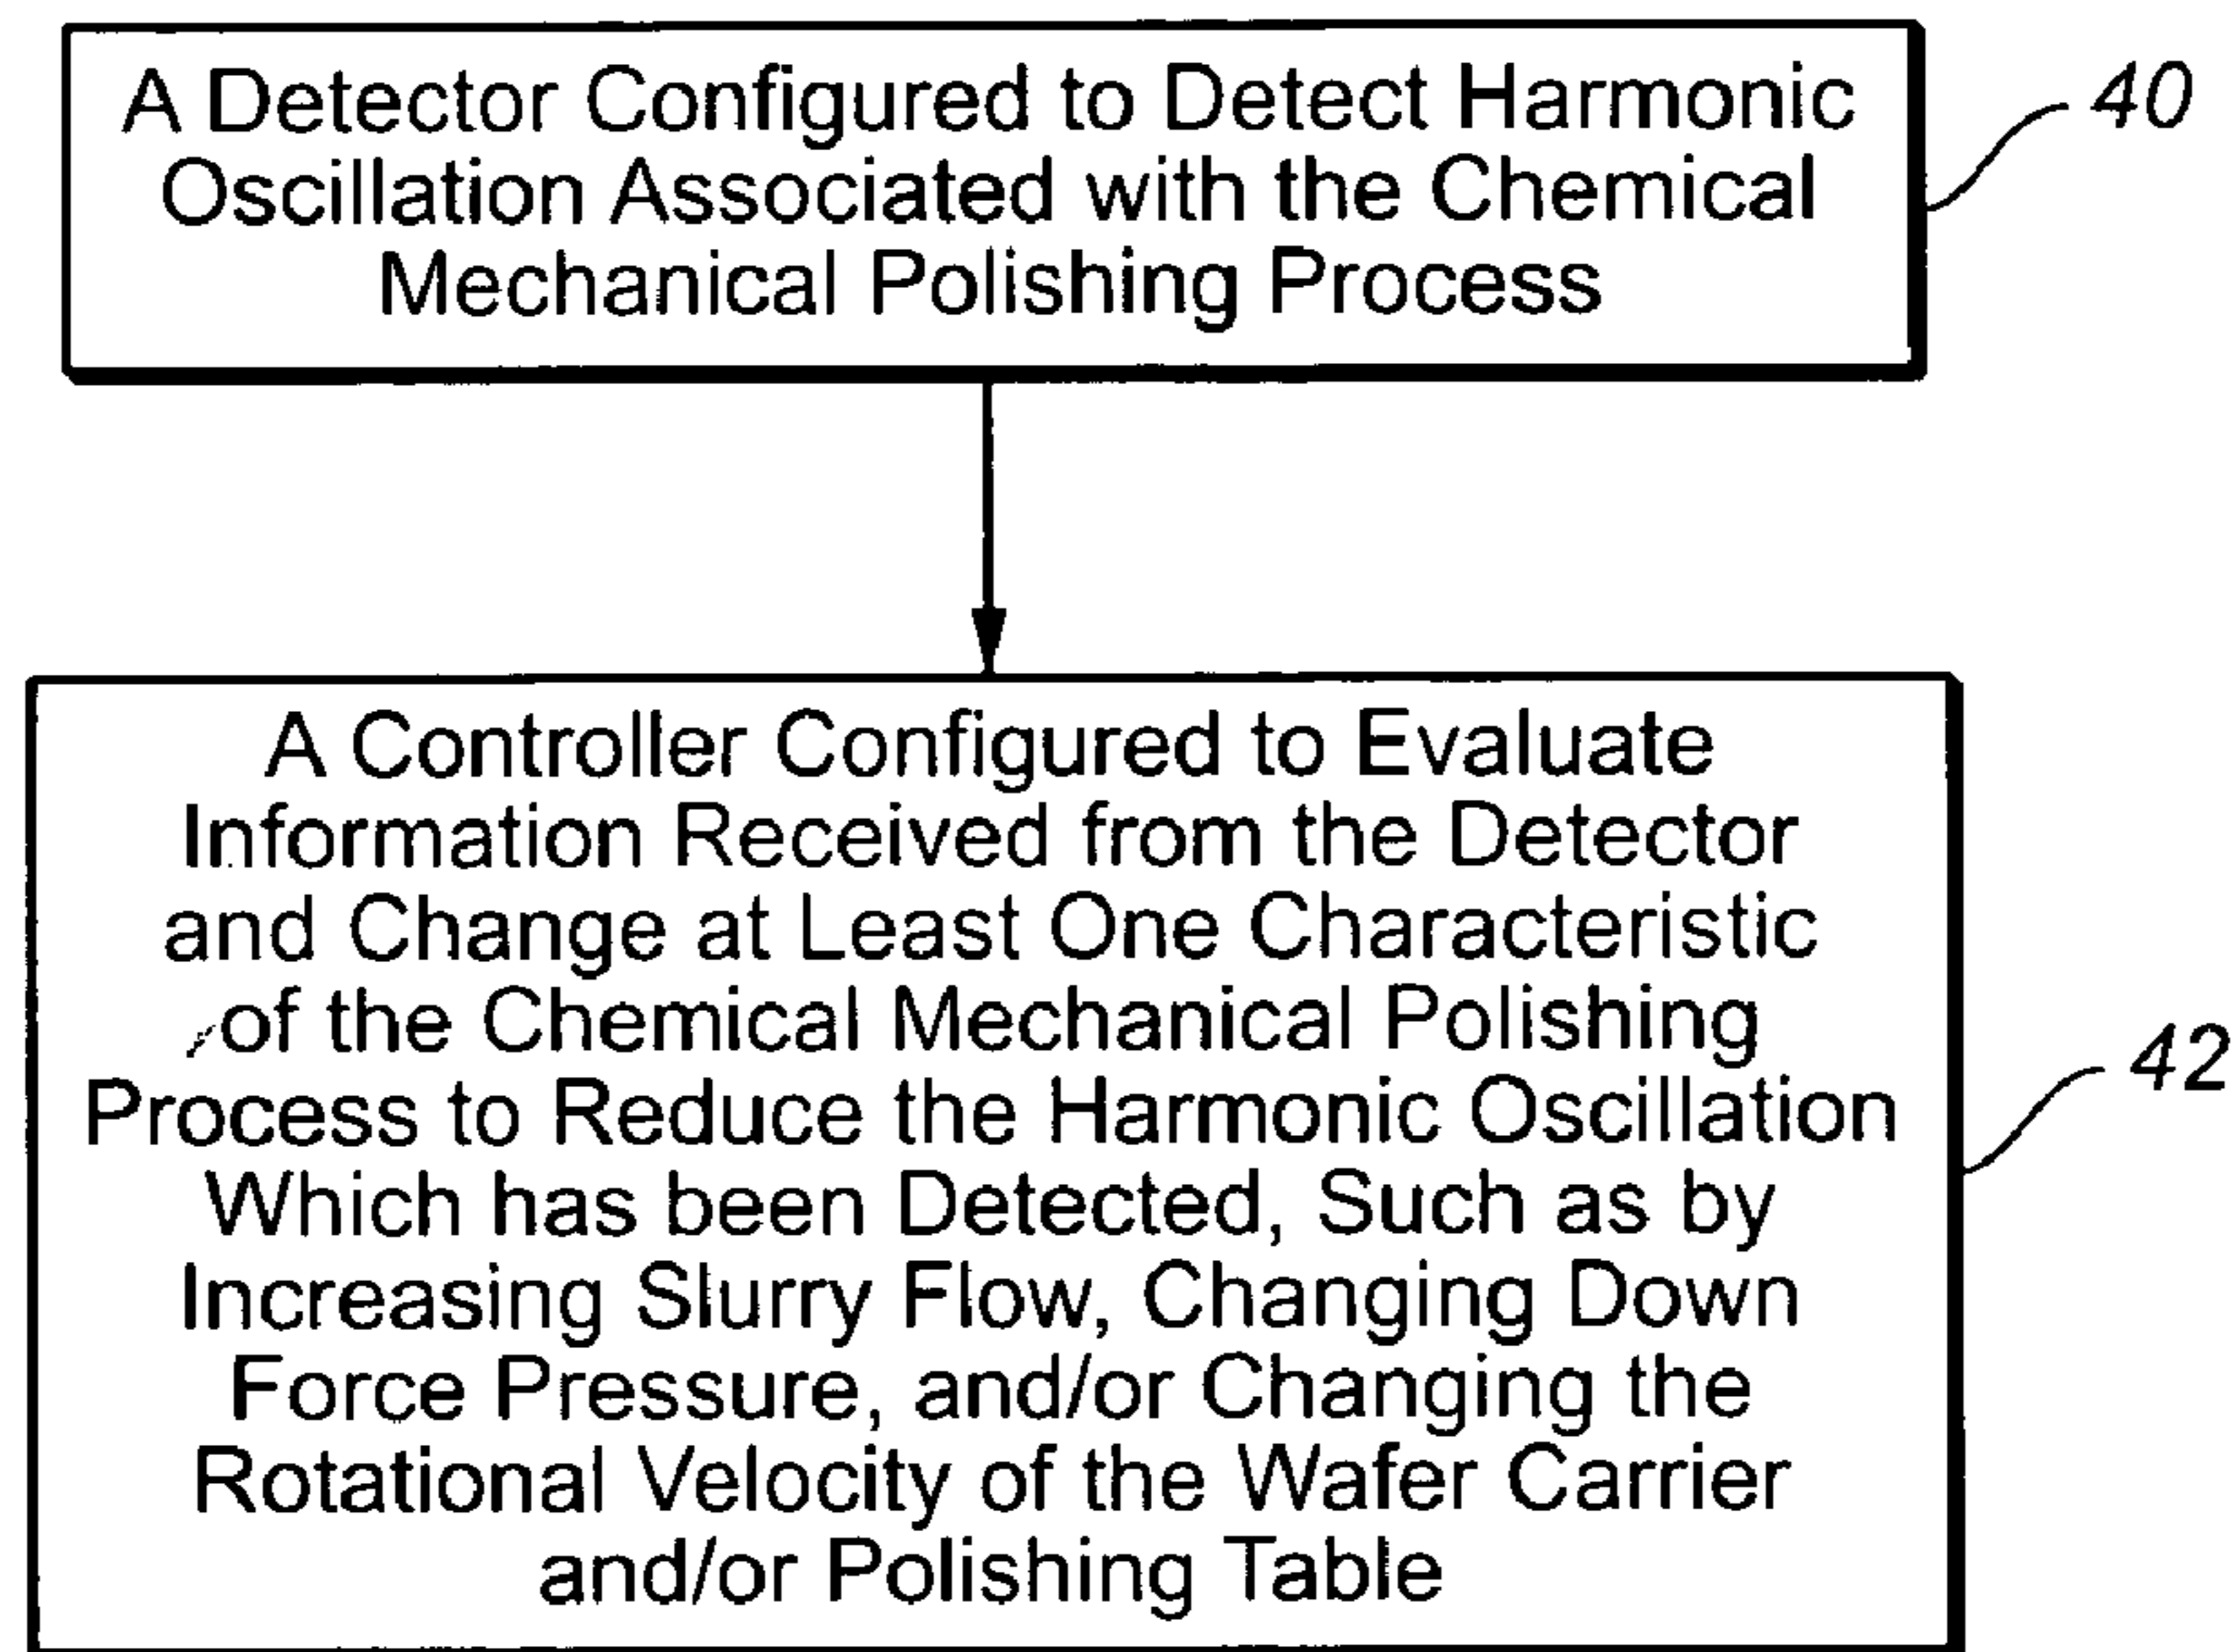 A Detector Configured to Detect Harmonic
Oscillation Associated with the Chemical
Mechanical Polishing Process
40
A Controller Configured to Evaluate
Information Received from the Detector
and Change at Least One Characteristic
of the Chemical Mechanical Polishing
Process to Reduce the Harmonic Oscillation
Which has been Detected, Such as by
Increasing Slurry Flow, Changing Down
Force Pressure, and/or Changing the
Rotational Velocity of the Wafer Carrier
and/or Polishing Table
42